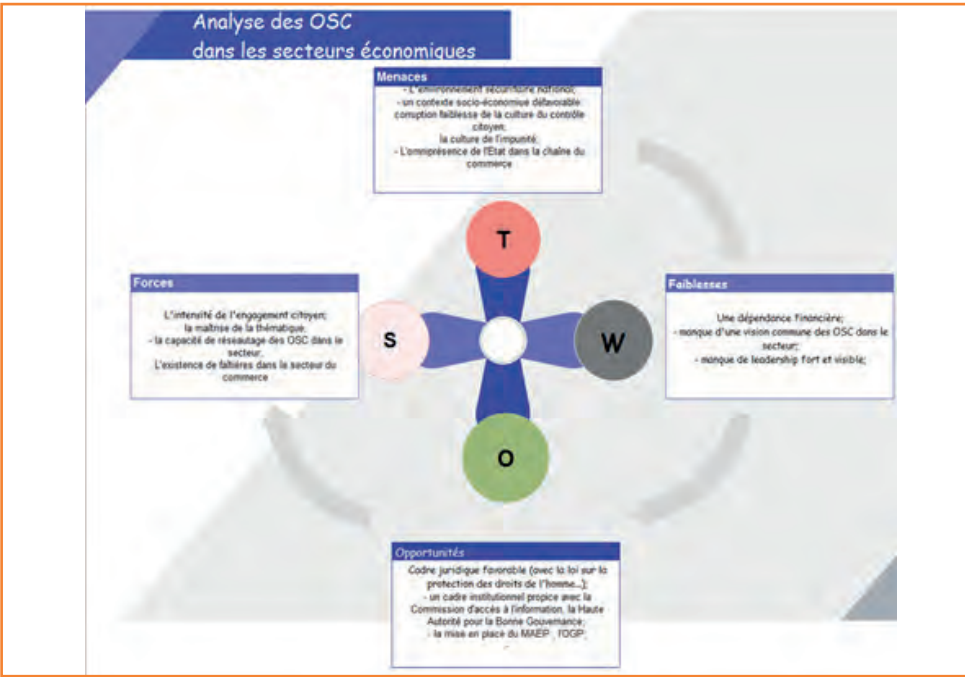 Analyse des OSC
dans les secteurs économiques
Menaces
- L'environnement sécuritaire national;
- un contexte socio-économique défavorable:
corruption faiblesse de la culture du contrôle
citoyen;
la culture de l'impunité;
- L'omniprésence de l'Etat dans la chaîne du
commerce
T
Forces
L'intensité de l'engagement citoyen;
la maîtrise de la thématique;
- la capacité de réseautage des OSC dans le
secteur;
L'existence de faîtières dans le secteur du
commerce
S
W
Faiblesses
Une dépendance financière;
- manque d'une vision commune des OSC dans le
secteur;
- manque de leadership fort et visible;
O
Opportunités
Cadre juridique favorable (avec la loi sur la
protection des droits de l'homme…);
- un cadre institutionnel propice avec la
Commission d'accès à l'information, la Haute
Autorité pour la Bonne Gouvernance;
- la mise en place du MAEP , l'OGP;
-